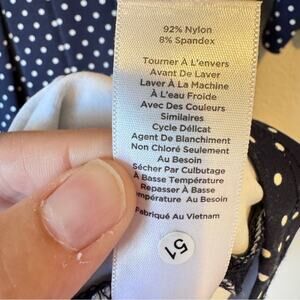 92% Nylon
8% Spandex
Tourner À L'envers
Avant De Laver
Laver À La Machine
À L'eau Froide
Avec Des Couleurs
Similaires
Cycle Délicat
Agent De Blanchiment
Non Chloré Seulement
Au Besoin
Sécher Par Culbutage
À Basse Température
Repasser À Basse
Température Au Besoin
Fabriqué Au Vietnam
51